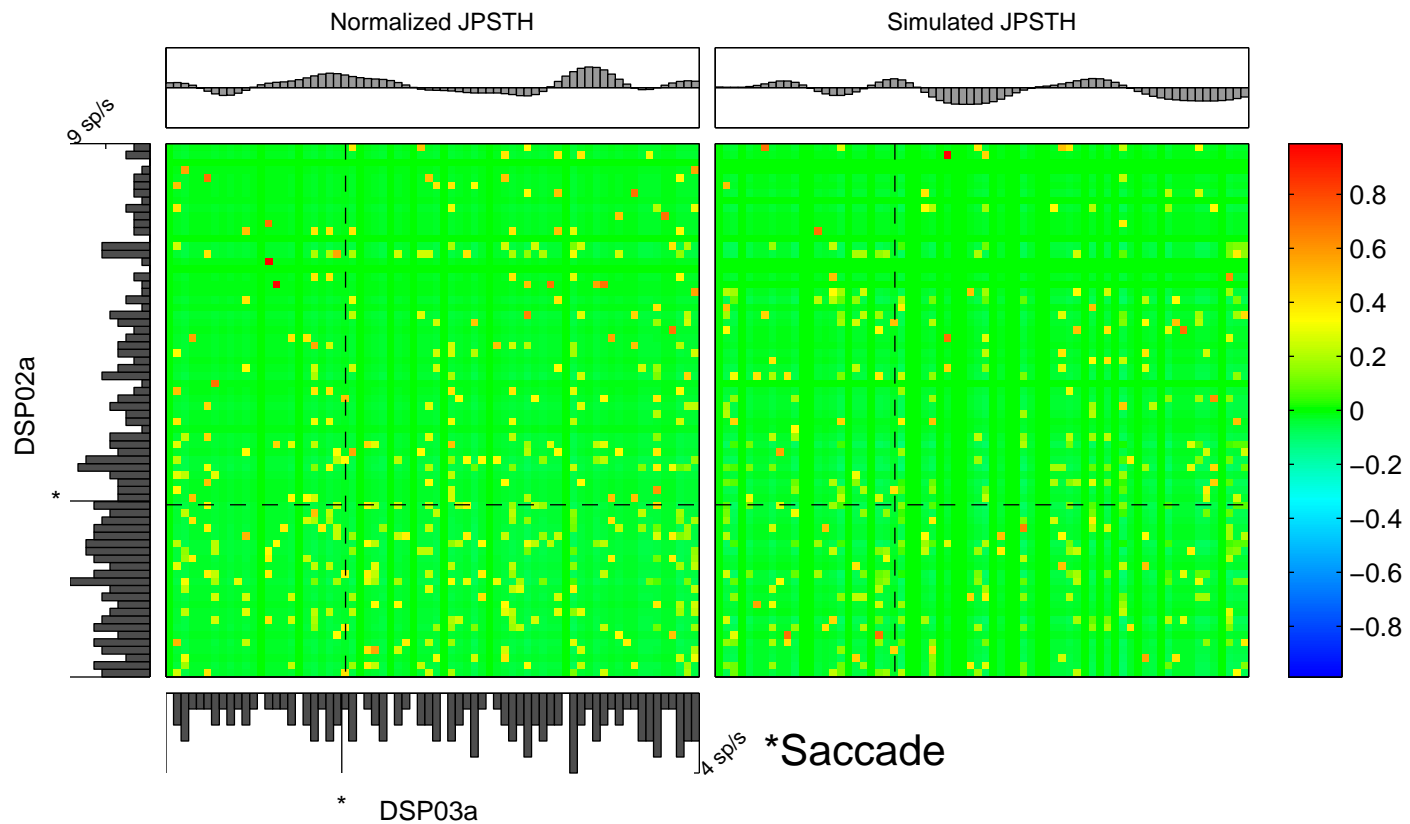 Normalized JPSTH
Simulated JPSTH
9 sp/s
DSP02a
*
0.8
0.6
0.4
0.2
0
−0.2
−0.4
−0.6
−0.8
4 sp/s
*Saccade
*
DSP03a